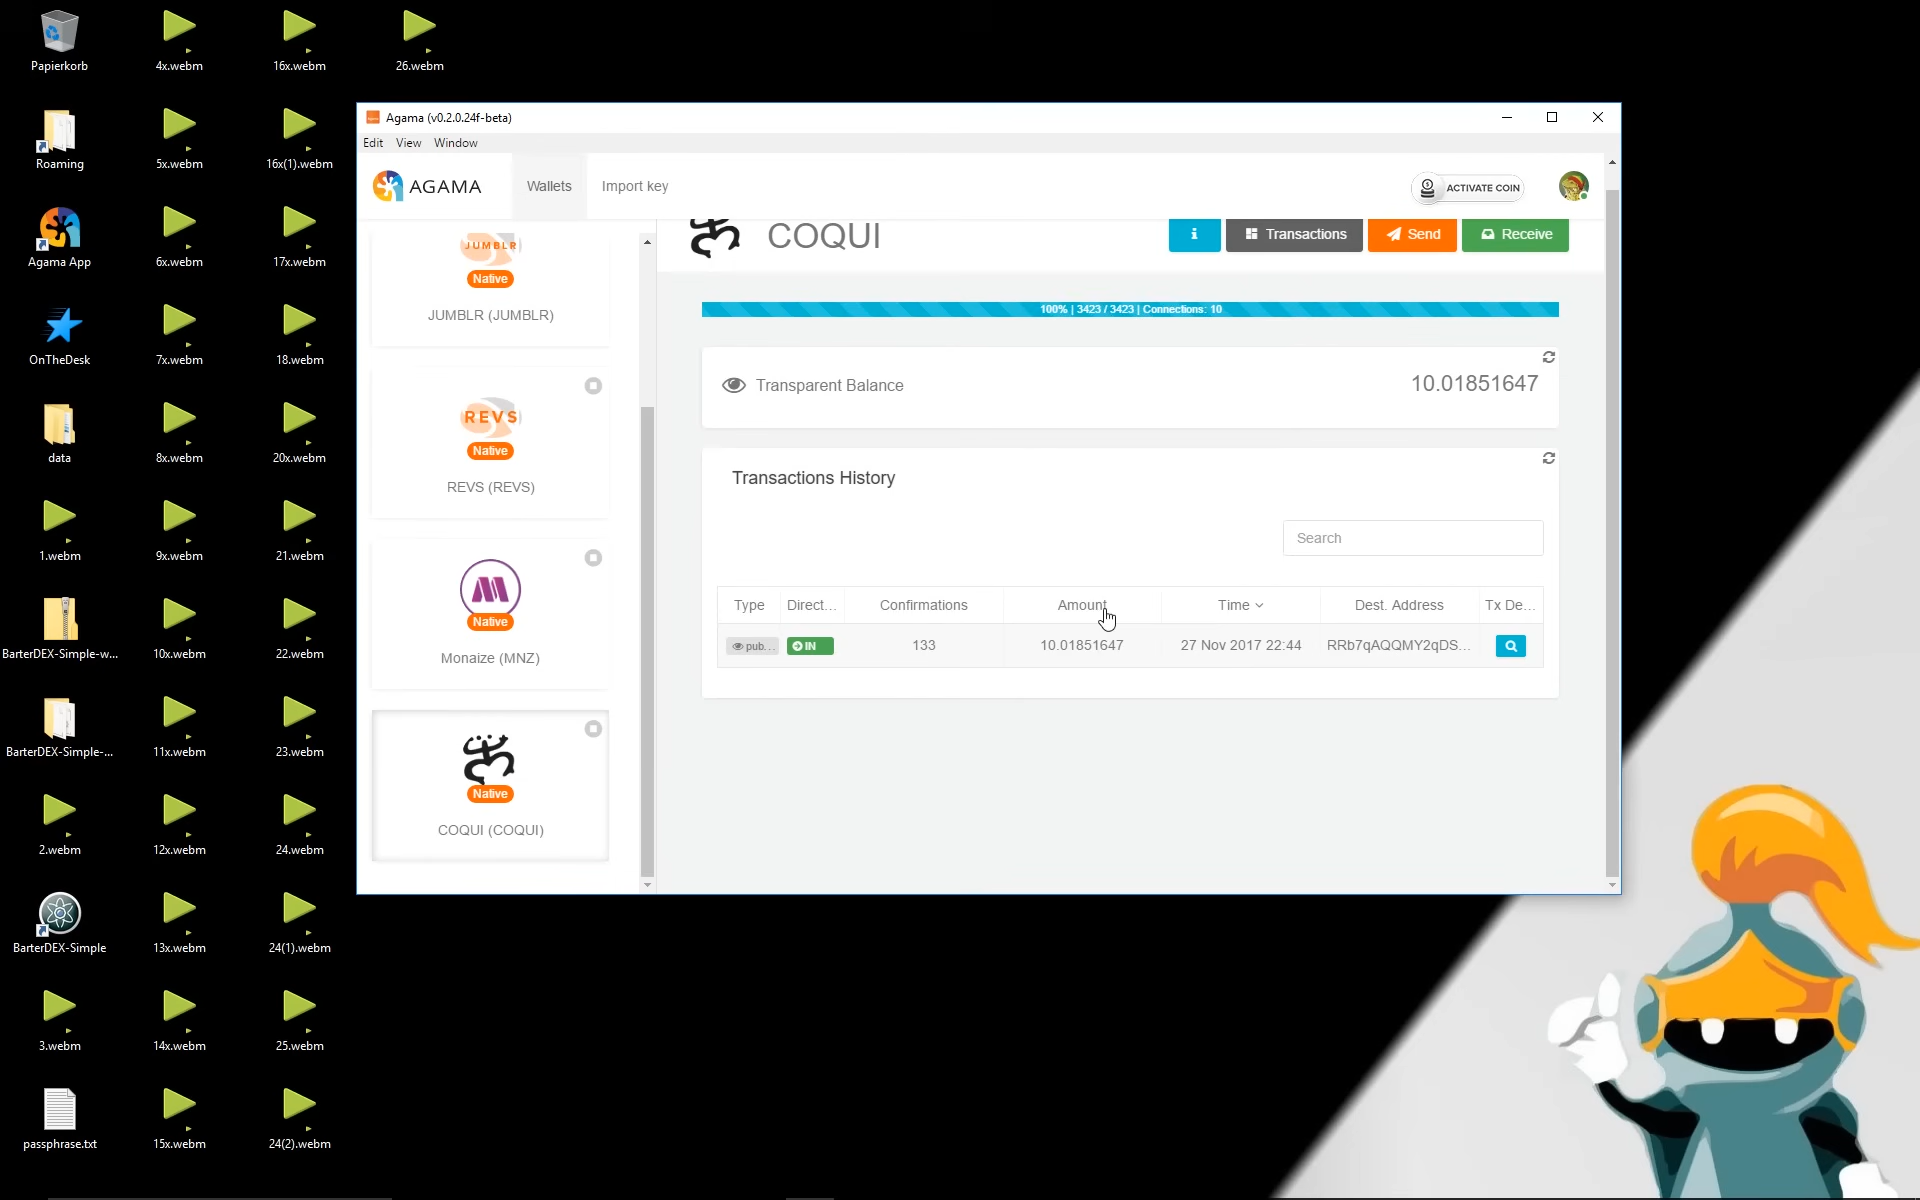 Papierkorb
4x.webm
16x.webm
26.webm
Roaming
5x.webm
16x(1).webm
Agama App
6x.webm
17x.webm
OnTheDesk
7x.webm
18.webm
data
8x.webm
20x.webm
1.webm
9x.webm
21.webm
BarterDEX-Simple-w...
10x.webm
22.webm
BarterDEX-Simple-...
11x.webm
23.webm
2.webm
12x.webm
24.webm
BarterDEX-Simple
13x.webm
24(1).webm
3.webm
14x.webm
25.webm
passphrase.txt
15x.webm
24(2).webm
Agama (v0.2.0.24f-beta)
Edit View Window
AGAMA
Wallets
Import key
ACTIVATE COIN
JUMBLR
Native
JUMBLR (JUMBLR)
REVS
Native
REVS (REVS)
Native
Monaize (MNZ)
Native
COQUI (COQUI)
COQUI
i
Transactions
Send
Receive
100% | 3423 / 3423 | Connections: 10
Transparent Balance
10.01851647
Transactions History
Search
Type Direct... Confirmations Amount Time Dest. Address Tx De...
pub... IN 133 10.01851647 27 Nov 2017 22:44 RRb7qAQQMY2qDS...